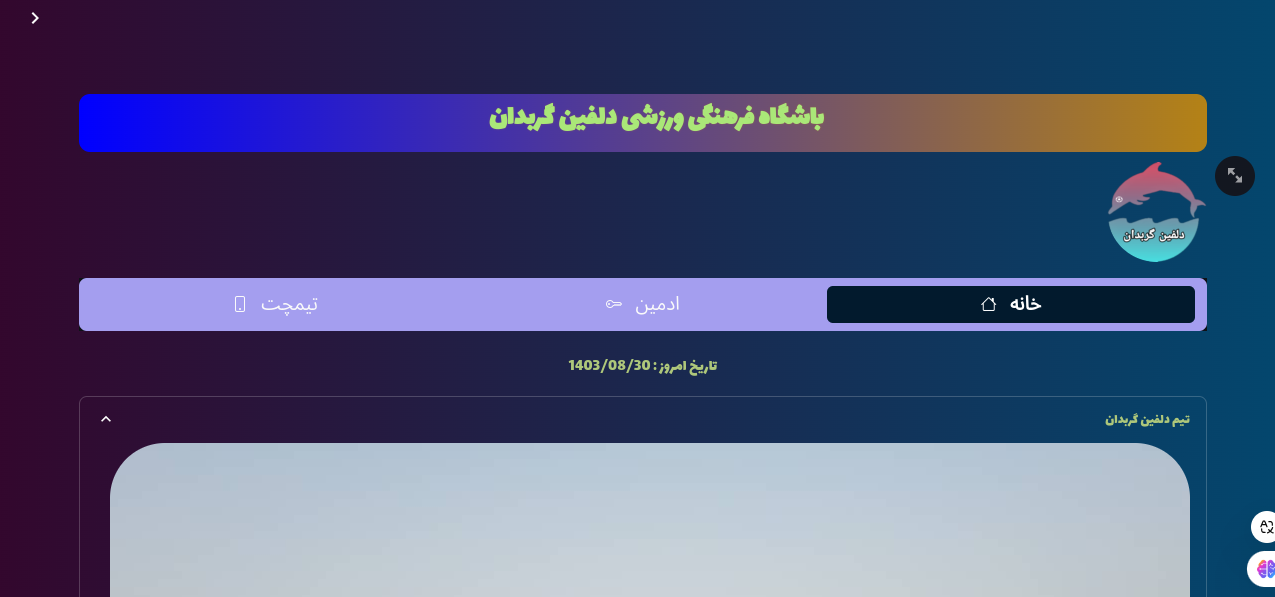 باشگاه فرهنگی ورزشی دلفین گربدان
دلفین گربدان
خانه
ادمین
تیمچت
تاریخ امروز : 1403/08/30
تیم دلفین گربدان